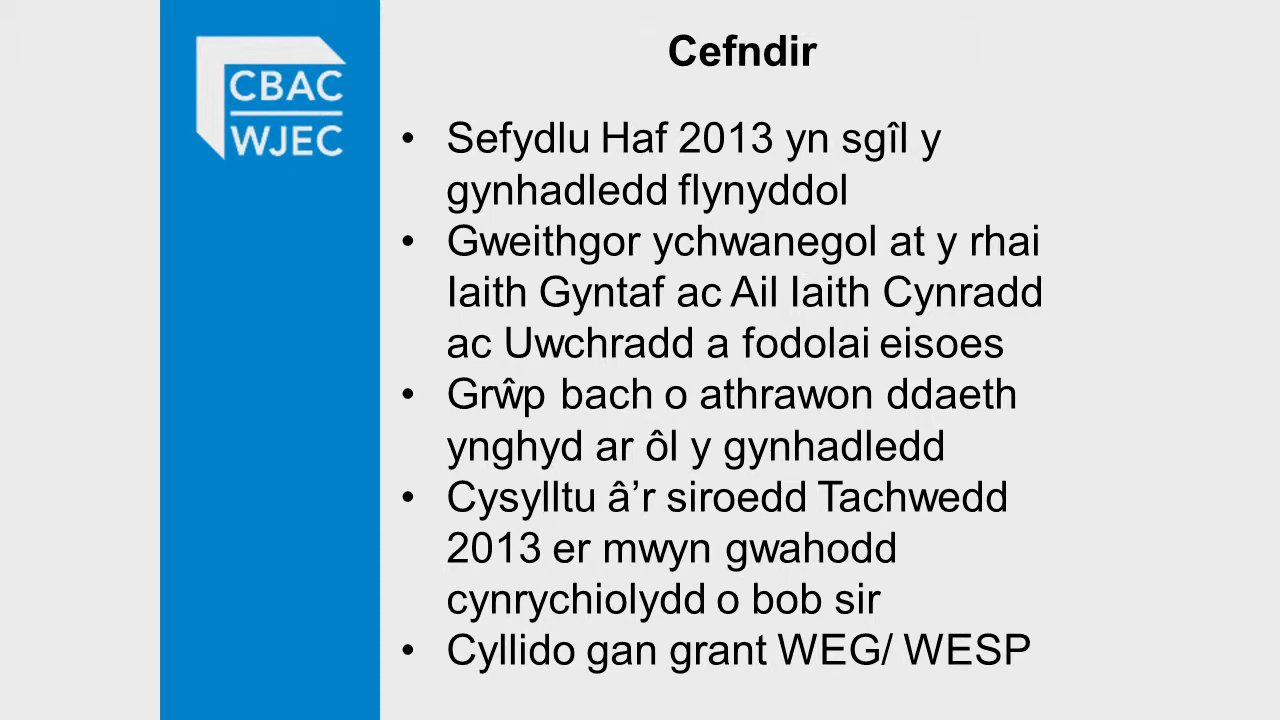 CBAC
WJEC
Cefndir
• Sefydlu Haf 2013 yn sgîl y
gynhadledd flynyddol
• Gweithgor ychwanegol at y rhai
Iaith Gyntaf ac Ail Iaith Cynradd
ac Uwchradd a fodolai eisoes
• Grŵp bach o athrawon ddaeth
ynghyd ar ôl y gynhadledd
• Cysylltu â’r siroedd Tachwedd
2013 er mwyn gwahodd
cynrychiolydd o bob sir
• Cyllido gan grant WEG/ WESP